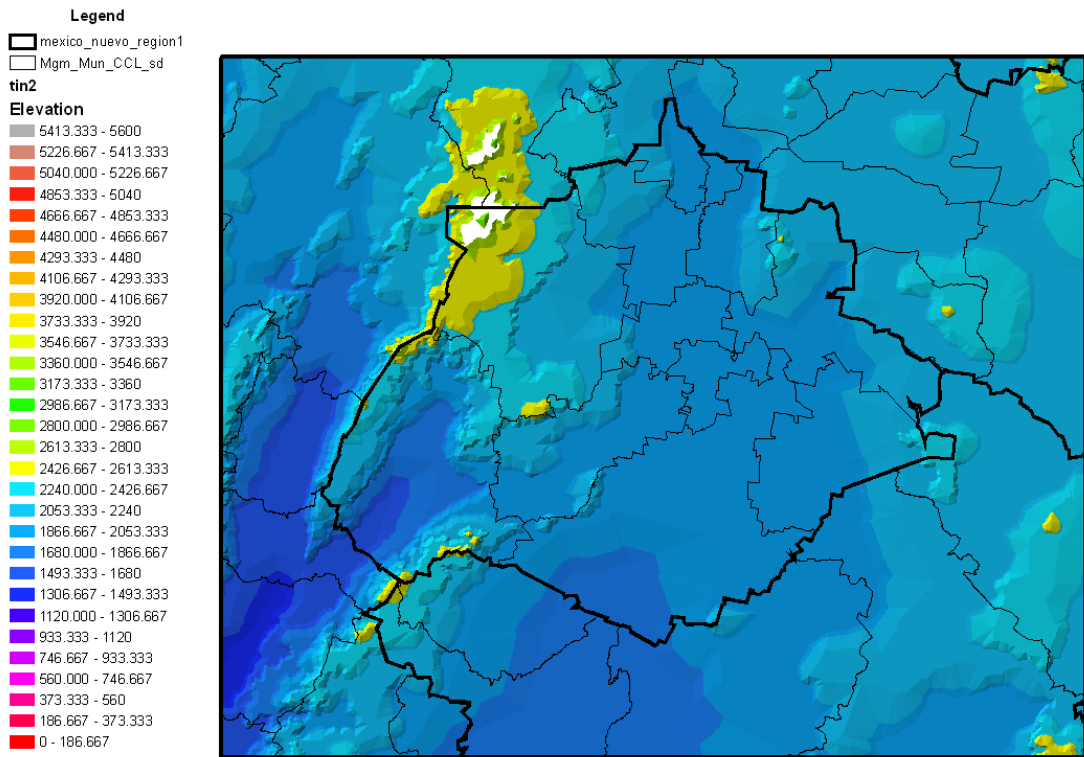 Legend
mexico_nuevo_region1
Mgm_Mun_CCL_sd
tin2
Elevation
5413.333 - 5600
5226.667 - 5413.333
5040.000 - 5226.667
4853.333 - 5040
4666.667 - 4853.333
4480.000 - 4666.667
4293.333 - 4480
4106.667 - 4293.333
3920.000 - 4106.667
3733.333 - 3920
3546.667 - 3733.333
3360.000 - 3546.667
3173.333 - 3360
2986.667 - 3173.333
2800.000 - 2986.667
2613.333 - 2800
2426.667 - 2613.333
2240.000 - 2426.667
2053.333 - 2240
1866.667 - 2053.333
1680.000 - 1866.667
1493.333 - 1680
1306.667 - 1493.333
1120.000 - 1306.667
933.333 - 1120
746.667 - 933.333
560.000 - 746.667
373.333 - 560
186.667 - 373.333
0 - 186.667